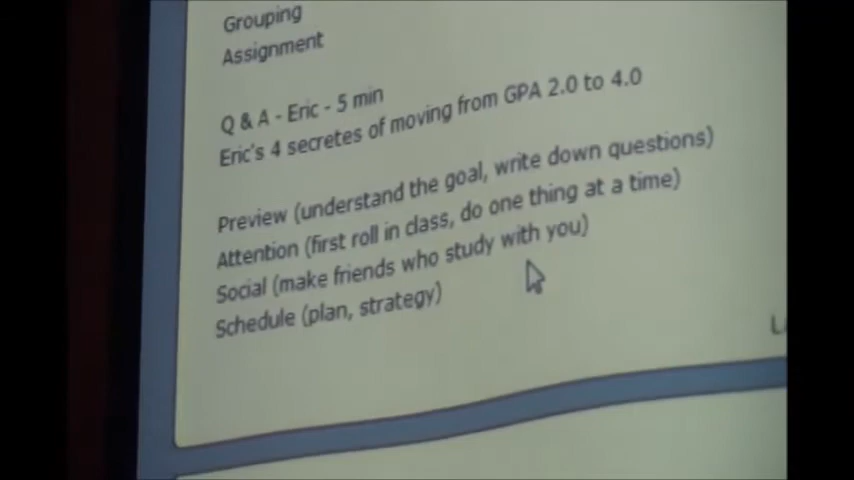 Grouping
Assignment
Q & A - Eric - 5 min
Eric's 4 secretes of moving from GPA 2.0 to 4.0
Preview (understand the goal, write down questions)
Attention (first roll in class, do one thing at a time)
Social (make friends who study with you)
Schedule (plan, strategy)